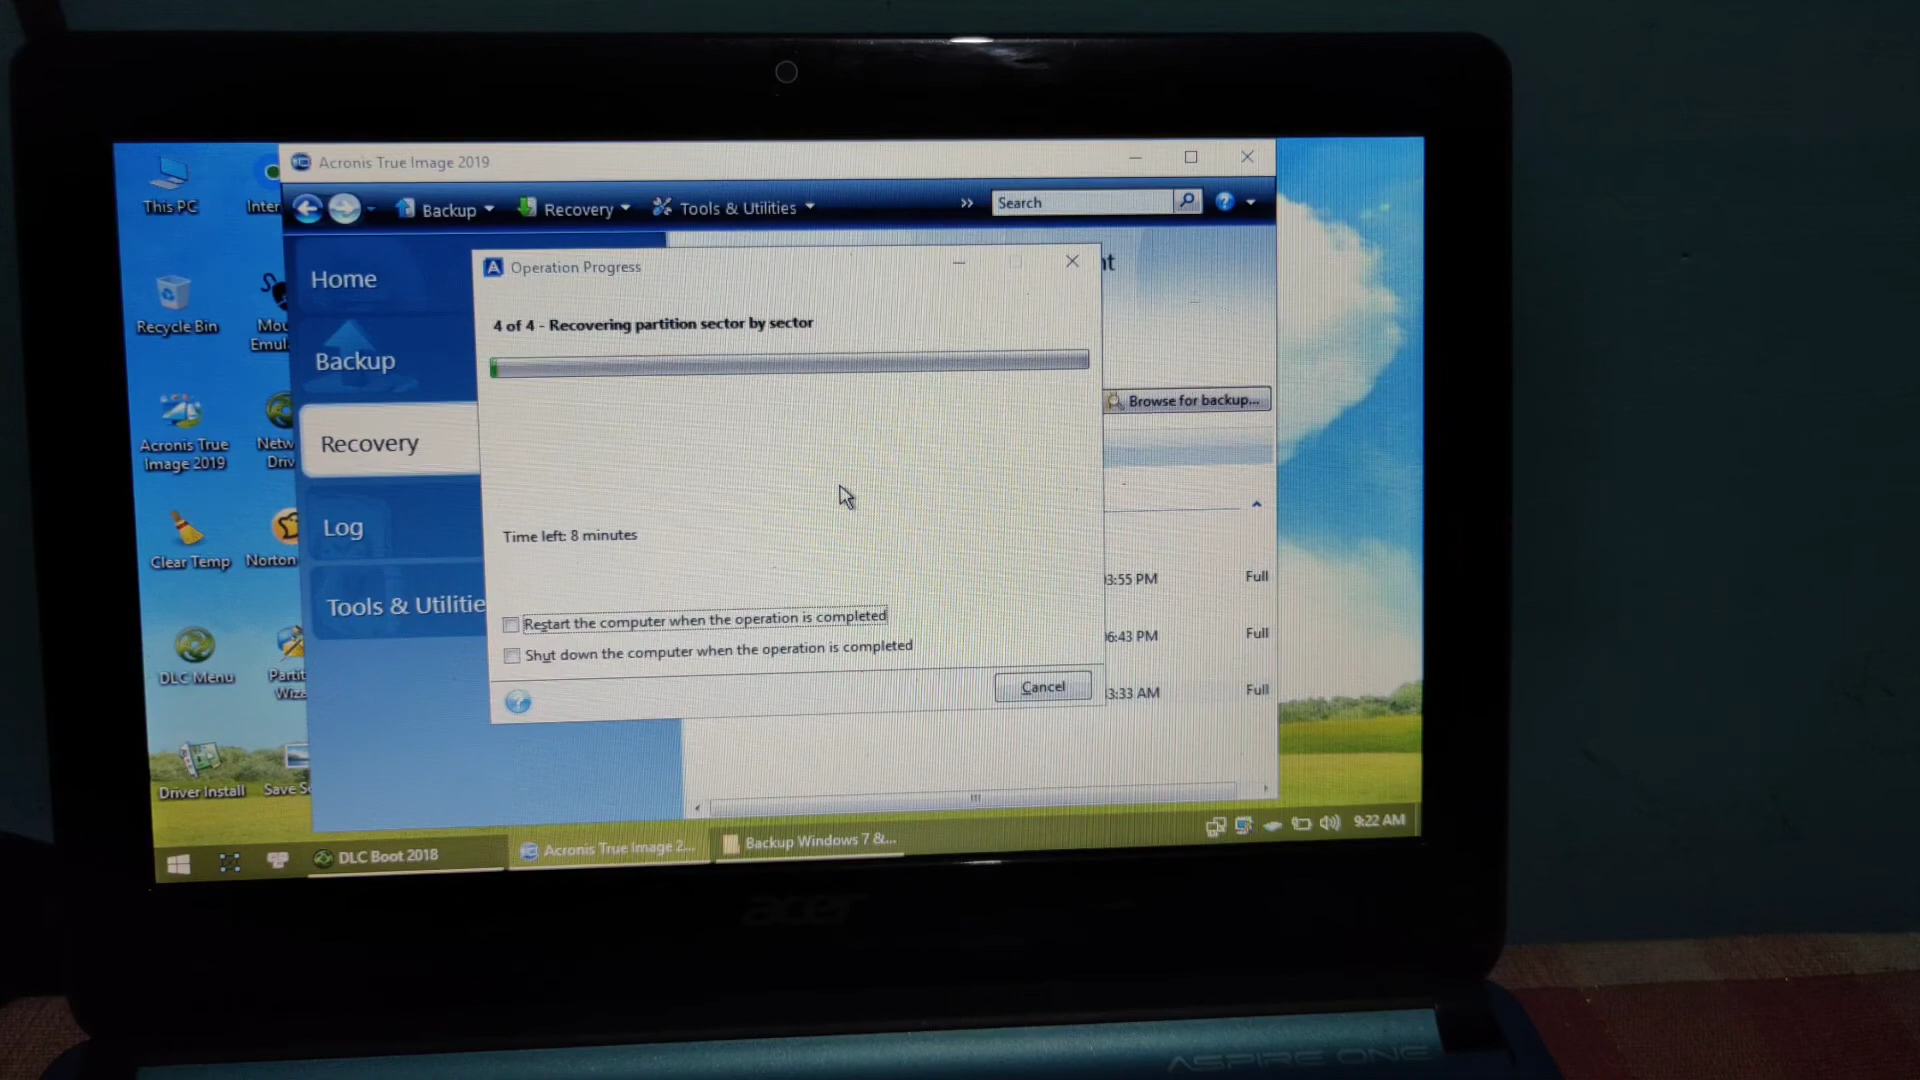 Acronis True Image 2019
Backup
Recovery
Tools & Utilities
»
Search
This PC
Recycle Bin
Acronis True
Image 2019
Clear Temp
Norton
DLC Menu
Driver Install
Home
Backup
Recovery
Log
Tools & Utilitie
Operation Progress
4 of 4 - Recovering partition sector by sector
Time left: 8 minutes
Restart the computer when the operation is completed
Shut down the computer when the operation is completed
Cancel
Browse for backup...
3:55 PM Full
6:43 PM Full
3:33 AM Full
DLC Boot 2018
Acronis True Image 2...
Backup Windows 7 &...
9:22 AM
acer
ASPIRE ONE